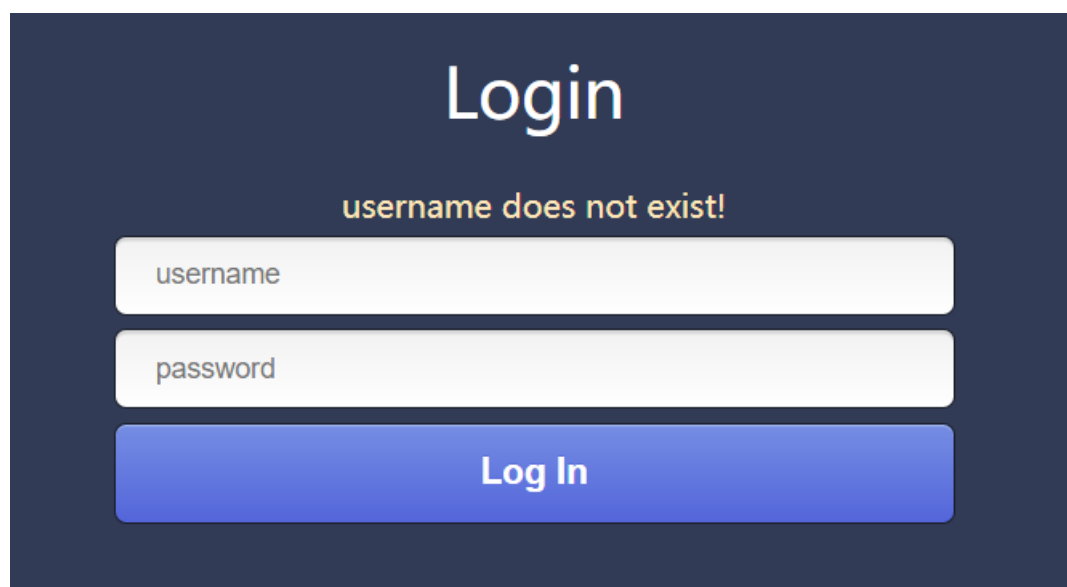 Login
username does not exist!
username
password
Log In